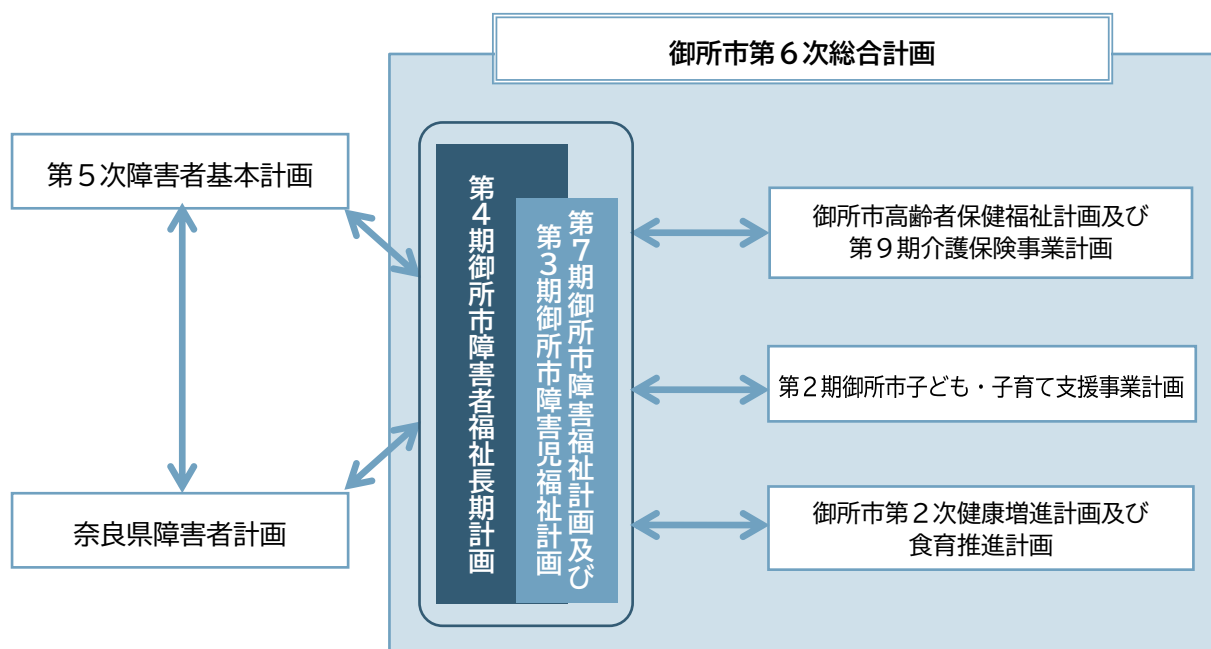 御所市第６次総合計画
第５次障害者基本計画
奈良県障害者計画
第４期御所市障害者福祉長期計画
第７期御所市障害福祉計画及び
第３期御所市障害児福祉計画
御所市高齢者保健福祉計画及び
第９期介護保険事業計画
第２期御所市子ども・子育て支援事業計画
御所市第２次健康増進計画及び
食育推進計画